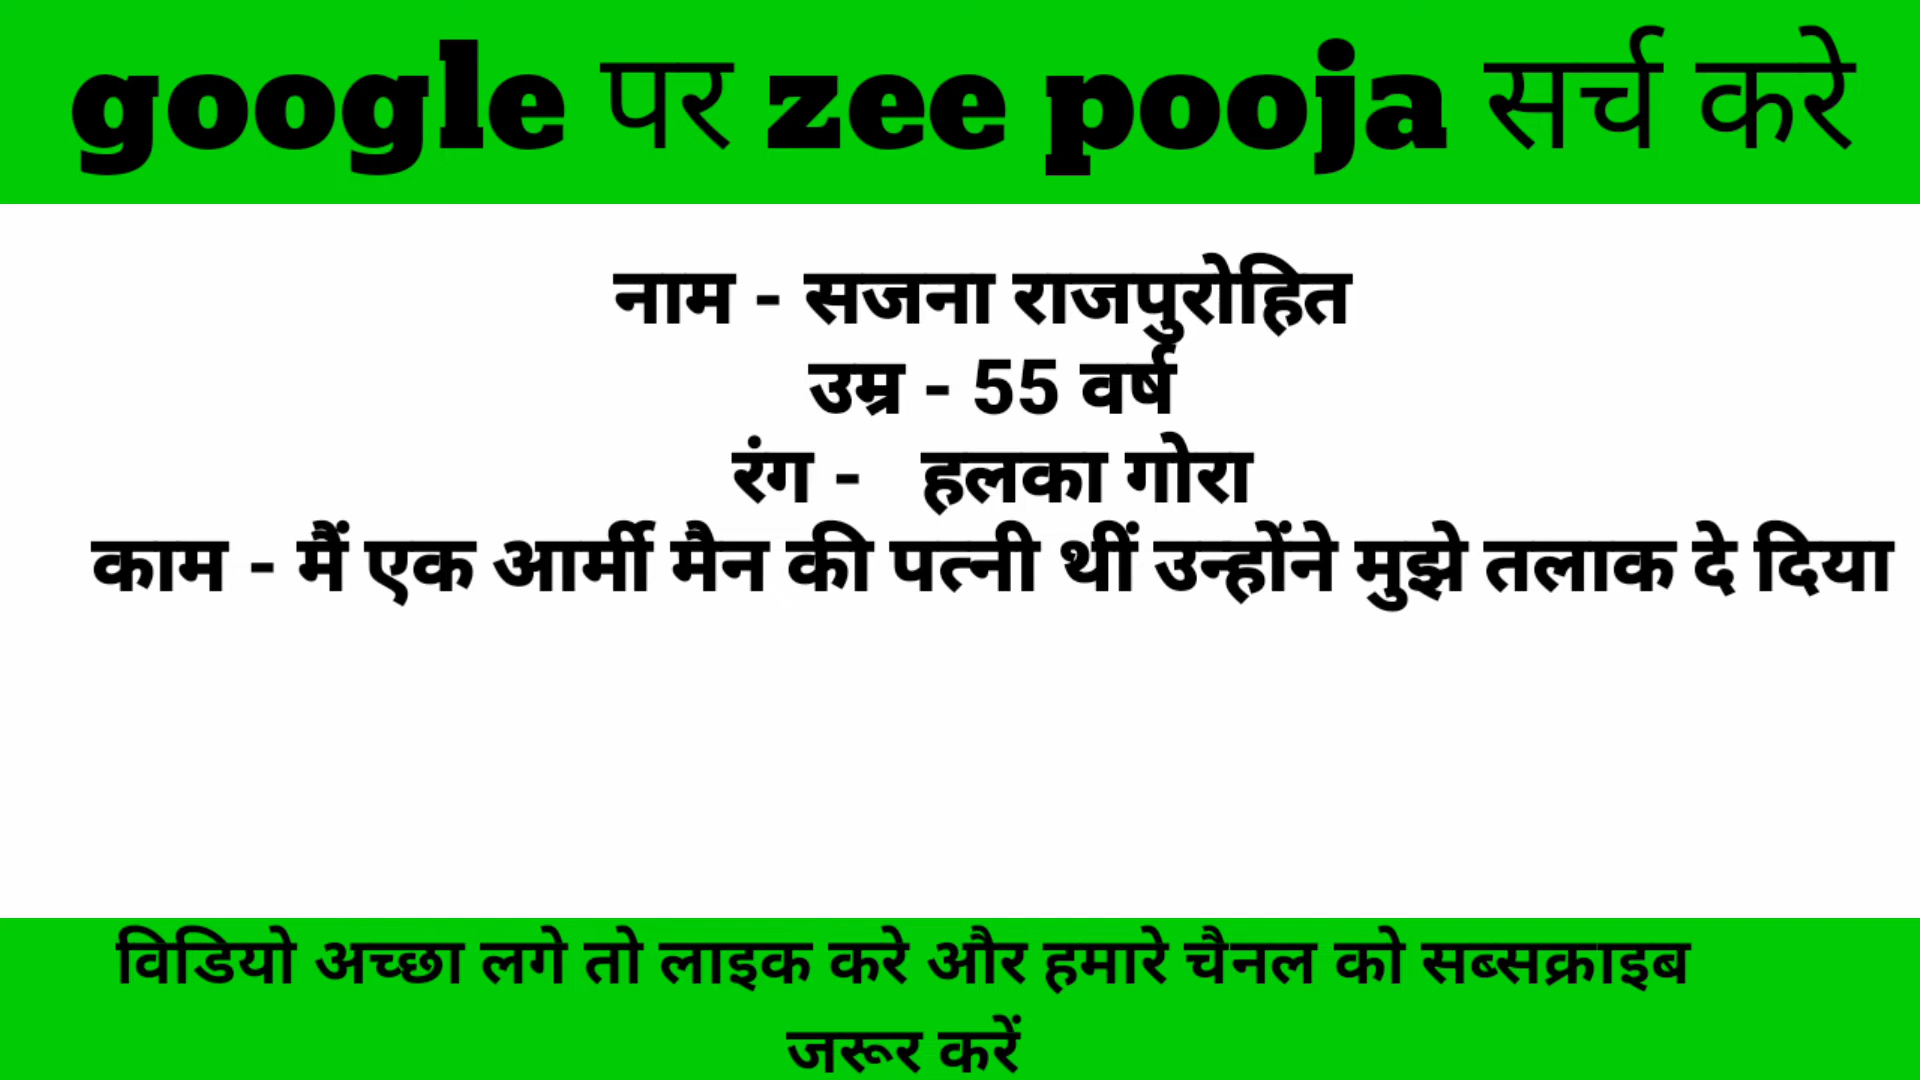 google पर zee pooja सर्च करे
नाम - सजना राजपुरोहित
उम्र - 55 वर्ष
रंग - हलका गोरा
काम - मैं एक आर्मी मैन की पत्नी थीं उन्होंने मुझे तलाक दे दिया
विडियो अच्छा लगे तो लाइक करे और हमारे चैनल को सब्सक्राइब
जरूर करें